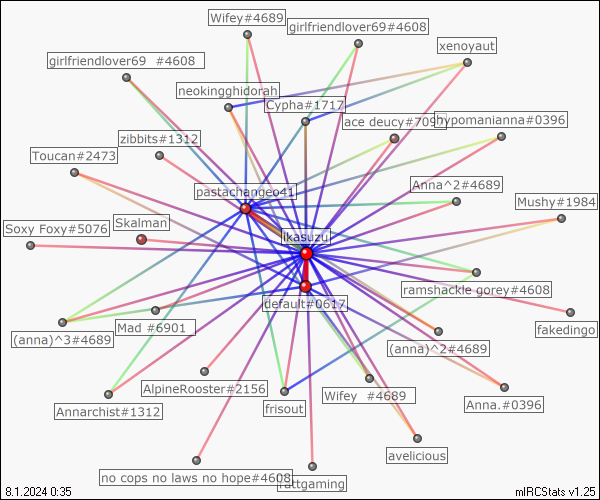 Wifey#4689
girlfriendlover69#4608
xenoyaut
girlfriendlover69  #4608
neokingghidorah
Cypha#1717
ace deucy#709
hypomanianna#0396
zibbits#1312
Toucan#2473
pastachangeo41
Anna^2#4689
Mushy#1984
Skalman
Soxy Foxy#5076
ikasuzu
ramshackle gorey#4608
default#0617
fakedingo
Mad #6901
(anna)^3#4689
(anna)^2#4689
AlpineRooster#2156
Wifey  #4689
Anna.#0396
Annarchist#1312
frisout
avelicious
no cops no laws no hope#4608
rattgaming
8.1.2024 0:35
mIRCStats v1.25